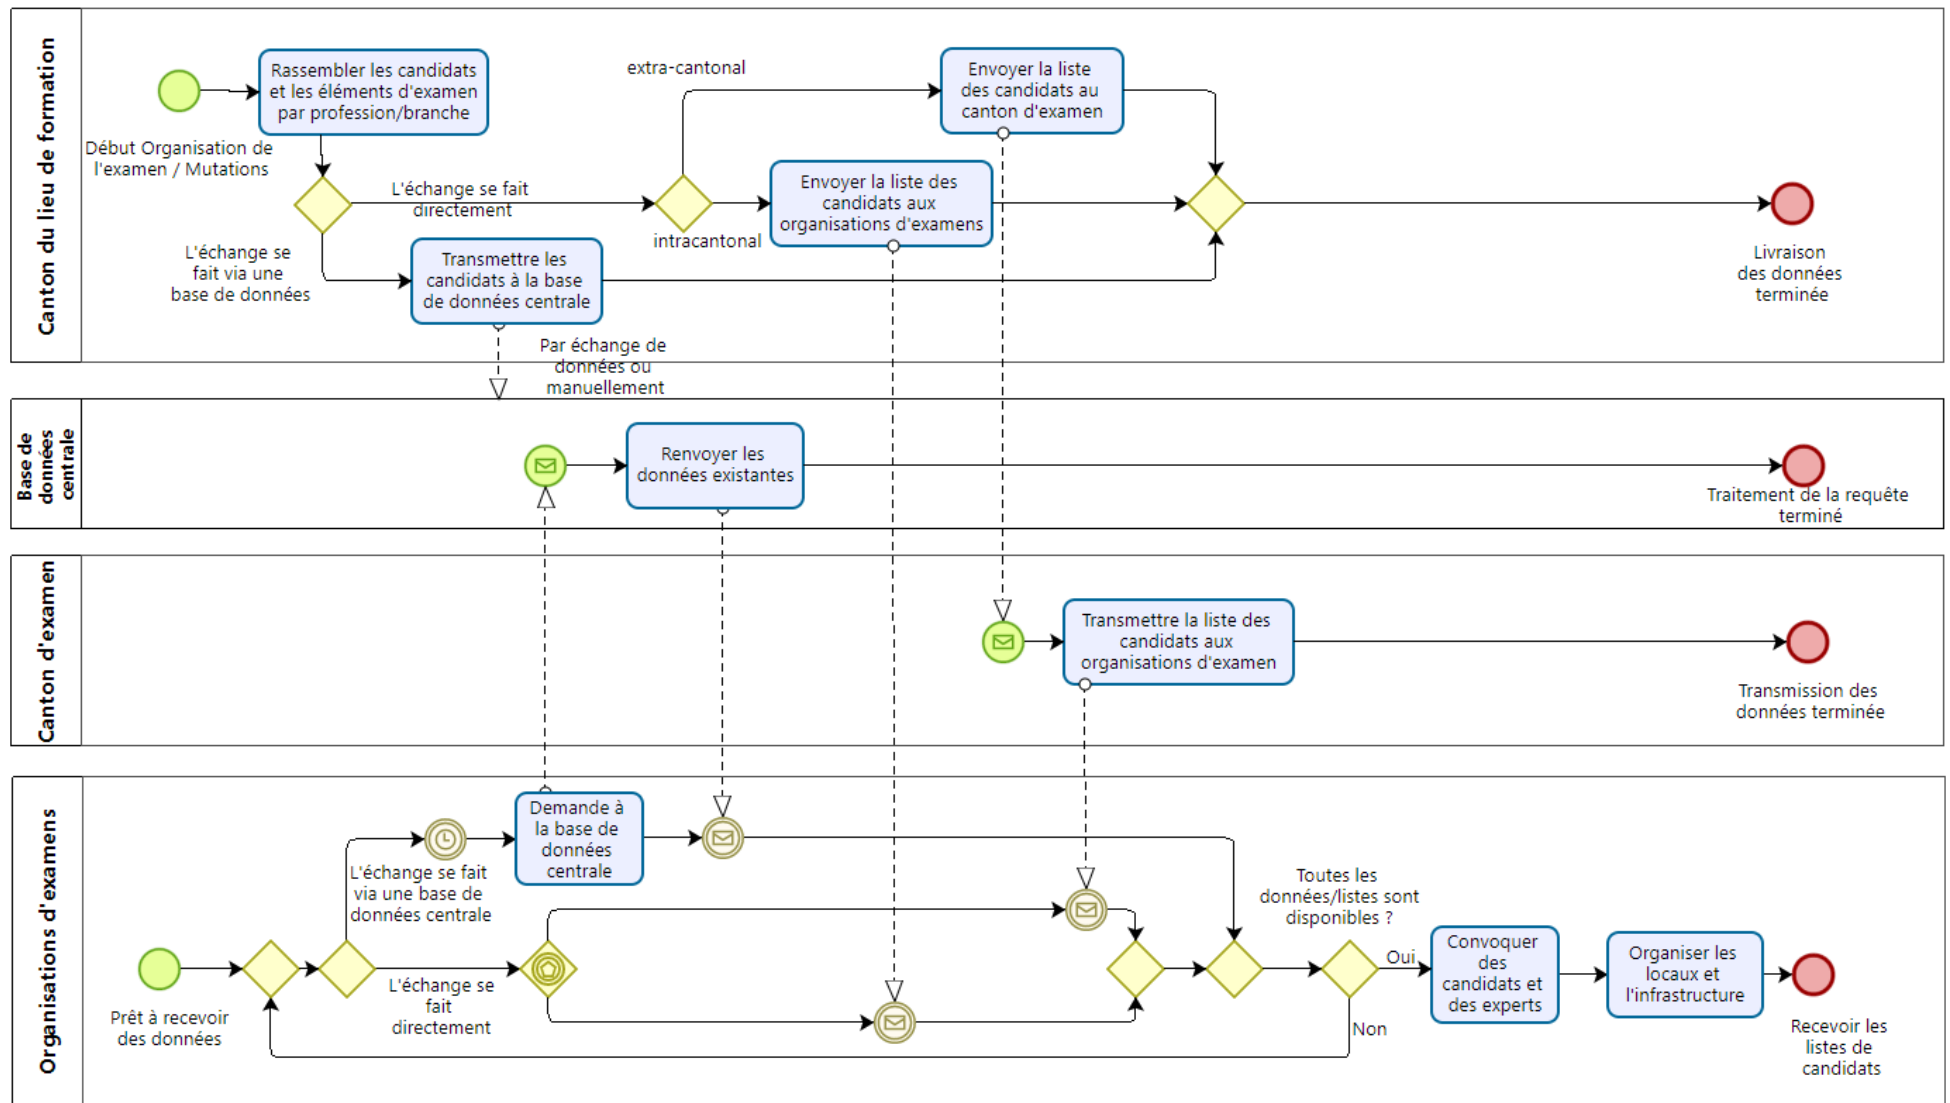 Canton du lieu de formation
Rassembler les candidats
et les éléments d'examen
par profession/branche
Début Organisation de
l'examen / Mutations
extra-cantonal
Envoyer la liste
des candidats au
canton d'examen
L'échange se fait
directement
intracantonal
Envoyer la liste des
candidats aux
organisations d'examens
L'échange se
fait via une
base de données
Transmettre les
candidats à la base
de données centrale
Livraison
des données
terminée
Par échange de
données ou
manuellement
Base de
données
centrale
Renvoyer les
données existantes
Traitement de la requête
terminé
Canton d'examen
Transmettre la liste des
candidats aux
organisations d'examen
Transmission des
données terminée
Organisations d'examens
Demande à
la base de
données
centrale
L'échange se fait
via une base de
données centrale
Toutes les
données/listes sont
disponibles ?
Prêt à recevoir
des données
L'échange se
fait
directement
Oui
Non
Convoquer
des
candidats et
des experts
Organiser les
locaux et
l'infrastructure
Recevoir les
listes de
candidats